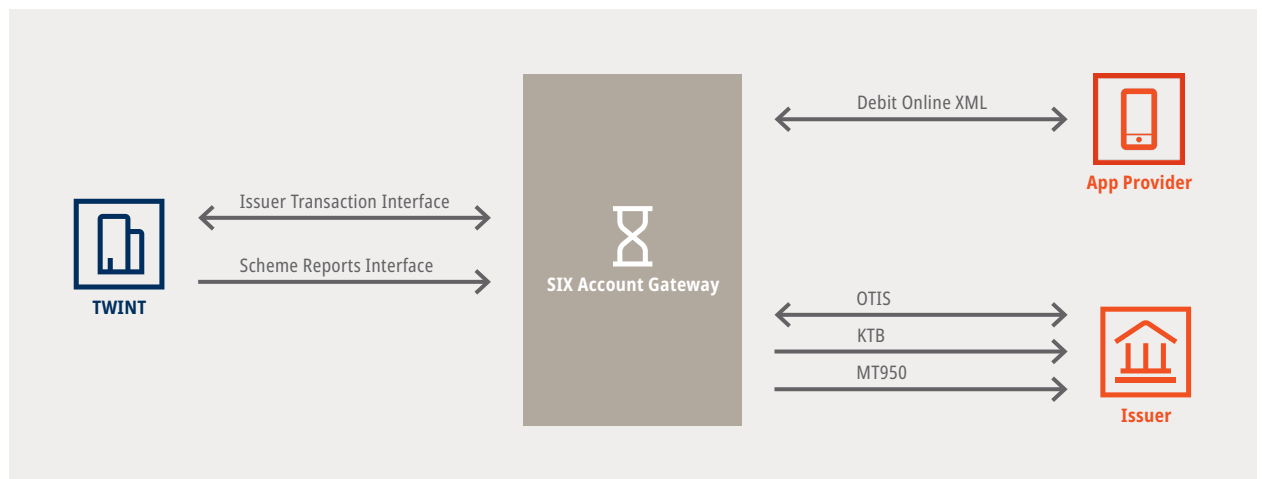 Debit Online XML
App Provider
Issuer Transaction Interface
Scheme Reports Interface
TWINT
SIX Account Gateway
OTIS
KTB
MT950
Issuer